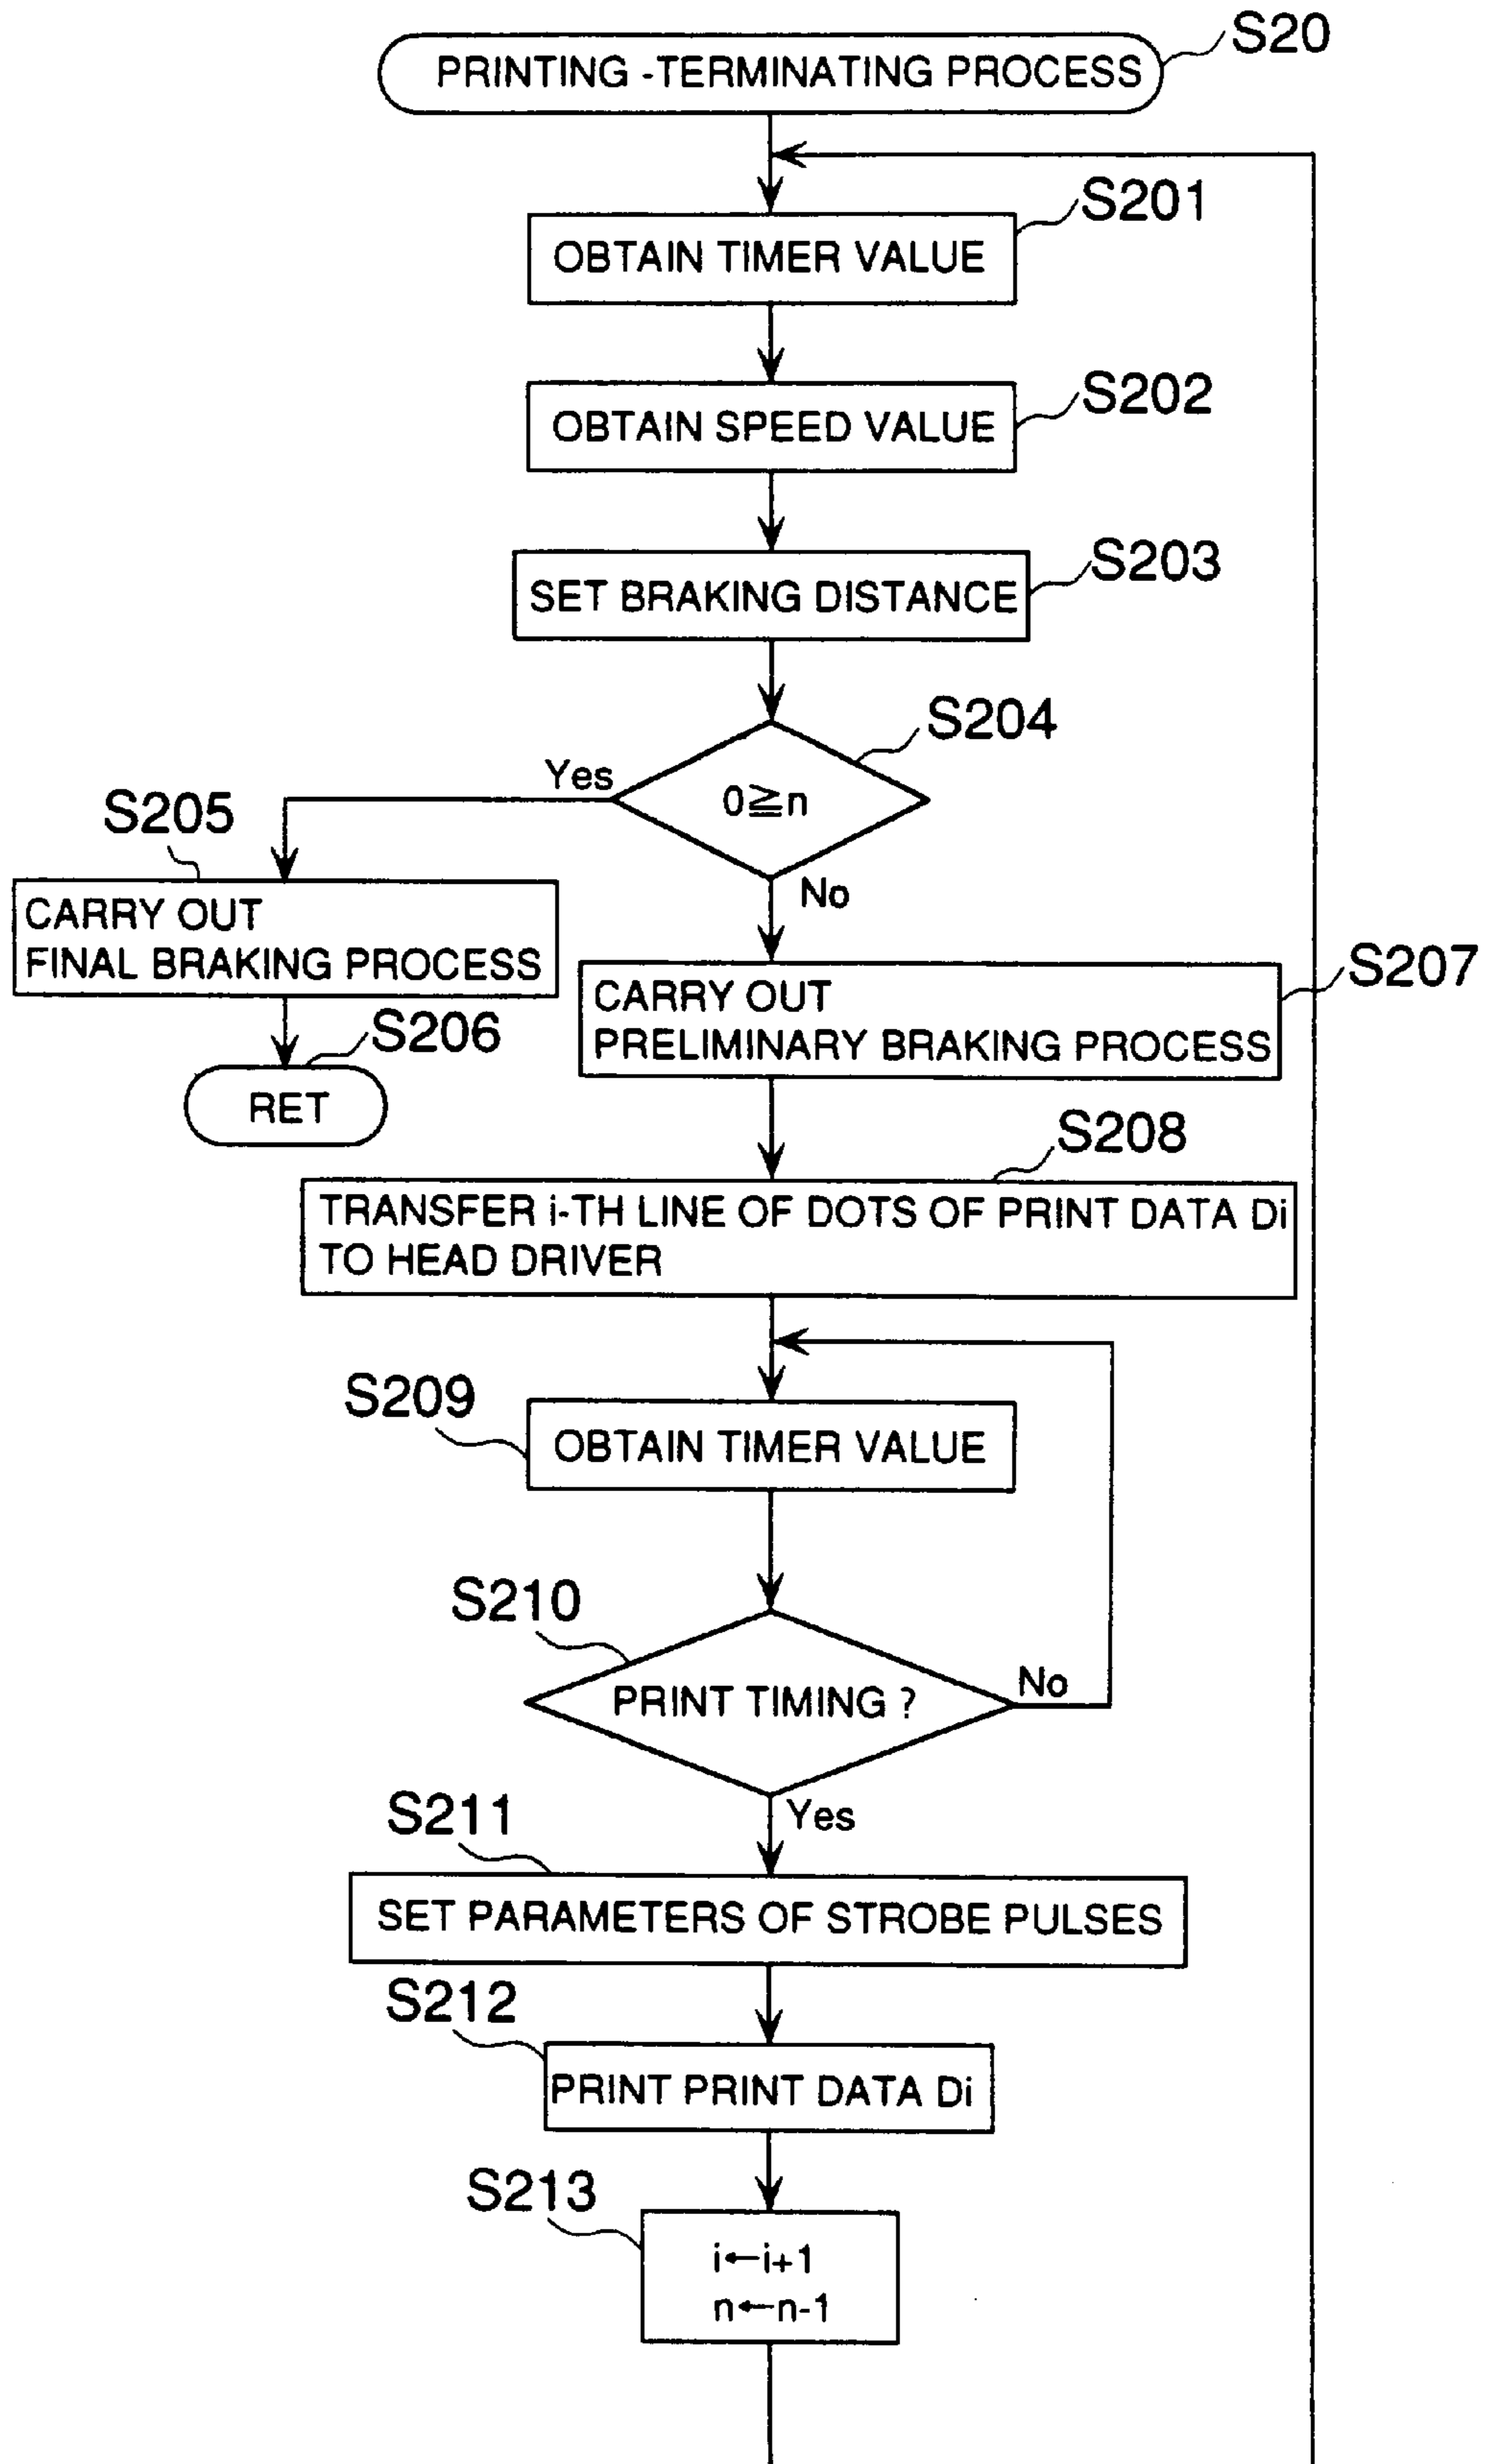 S20
PRINTING -TERMINATING PROCESS
S201
OBTAIN TIMER VALUE
S202
OBTAIN SPEED VALUE
S203
SET BRAKING DISTANCE
S204
0≧n
Yes
No
S205
CARRY OUT
FINAL BRAKING PROCESS
S206
RET
S207
CARRY OUT
PRELIMINARY BRAKING PROCESS
S208
TRANSFER i-TH LINE OF DOTS OF PRINT DATA Di
TO HEAD DRIVER
S209
OBTAIN TIMER VALUE
S210
PRINT TIMING ?
No
Yes
S211
SET PARAMETERS OF STROBE PULSES
S212
PRINT PRINT DATA Di
S213
i←i+1
n←n-1